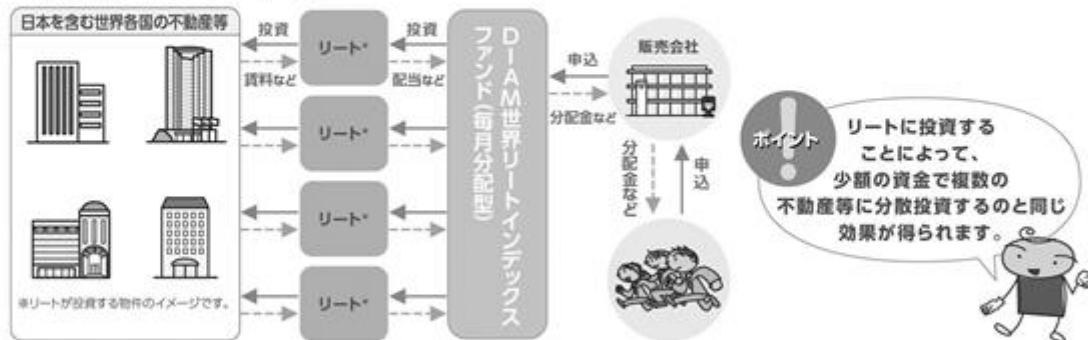 日本を含む世界各国の不動産等
投資
賃料など
リート*
リート*
リート*
リート*
投資
配当など
DIAM世界リートインデックス
ファンド(毎月分配型)
申込
分配金など
販売会社
分配金など
申込
※リートが投資する物件のイメージです。
ポイント
リートに投資する
ことによって、
少額の資金で複数の
不動産等に分散投資するのと同じ
効果が得られます。